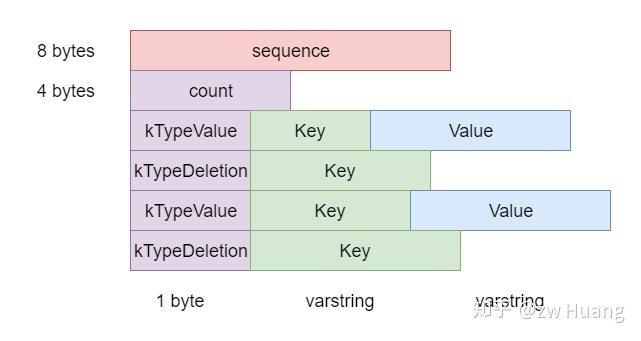 8 bytes sequence
4 bytes count
kTypeValue Key Value
kTypeDeletion Key
kTypeValue Key Value
kTypeDeletion Key
1 byte varstring varstring
知乎 @zw Huang